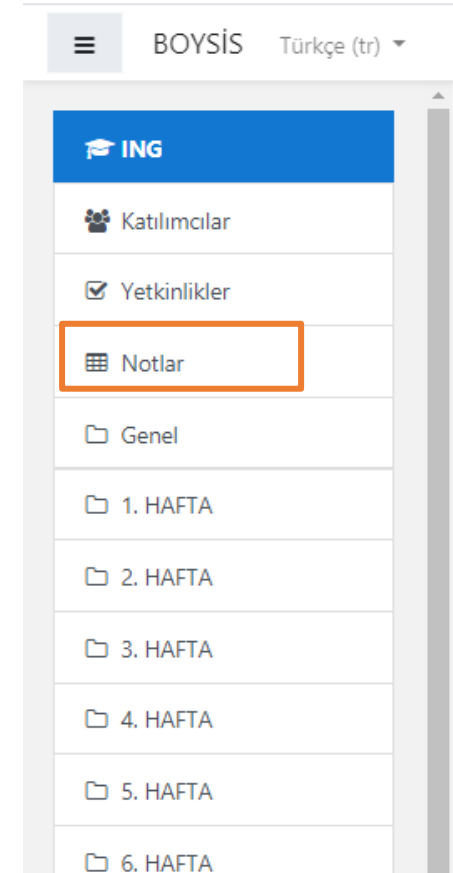 BOYSİS Türkçe (tr)
ING
Katılımcılar
Yetkinlikler
Notlar
Genel
1. HAFTA
2. HAFTA
3. HAFTA
4. HAFTA
5. HAFTA
6. HAFTA